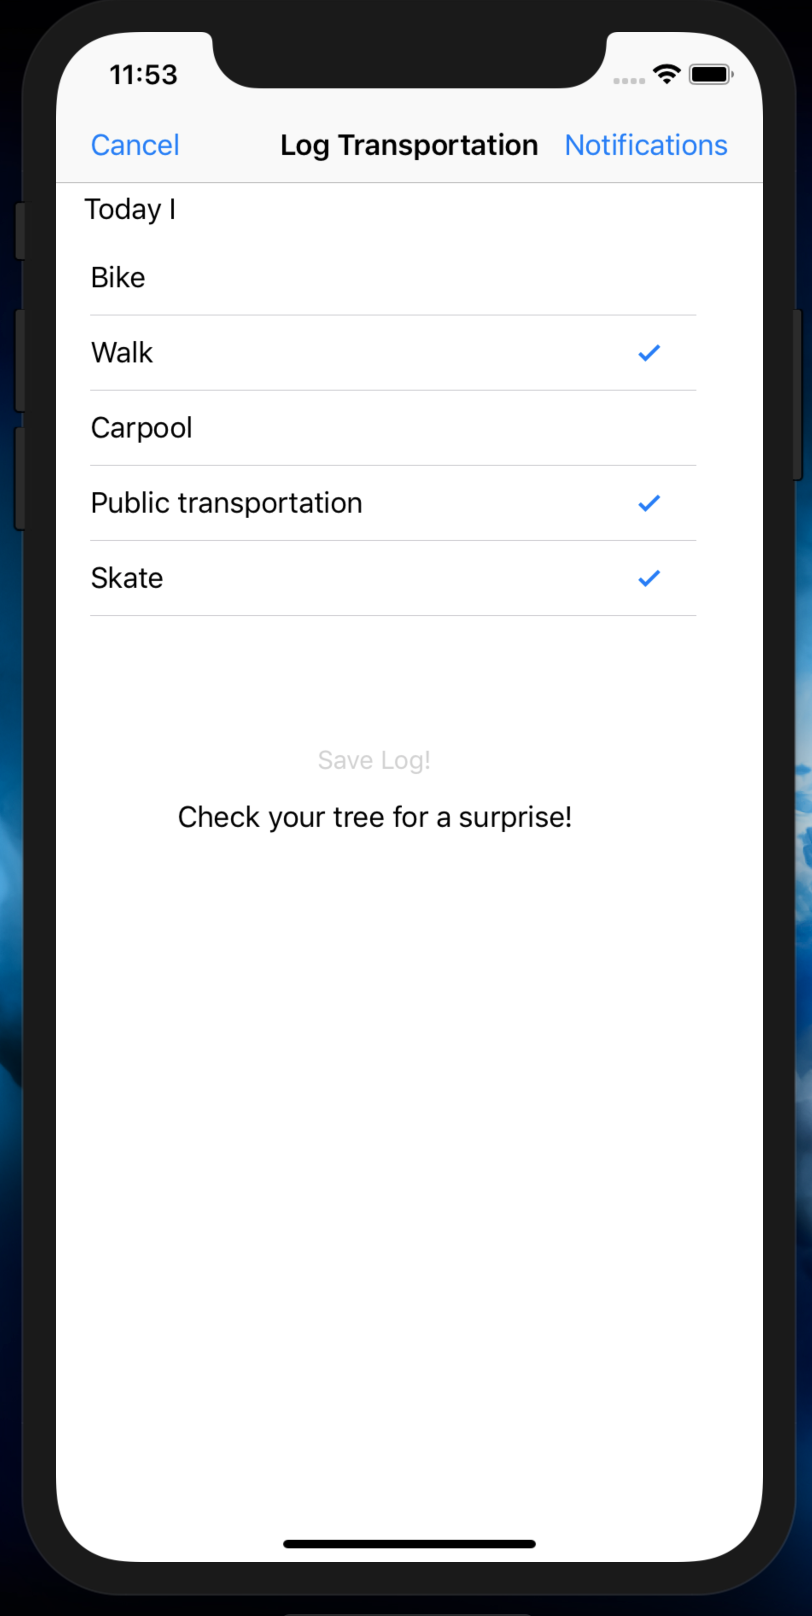 11:53
Cancel Log Transportation Notifications
Today I
Bike
Walk
Carpool
Public transportation
Skate
Save Log!
Check your tree for a surprise!